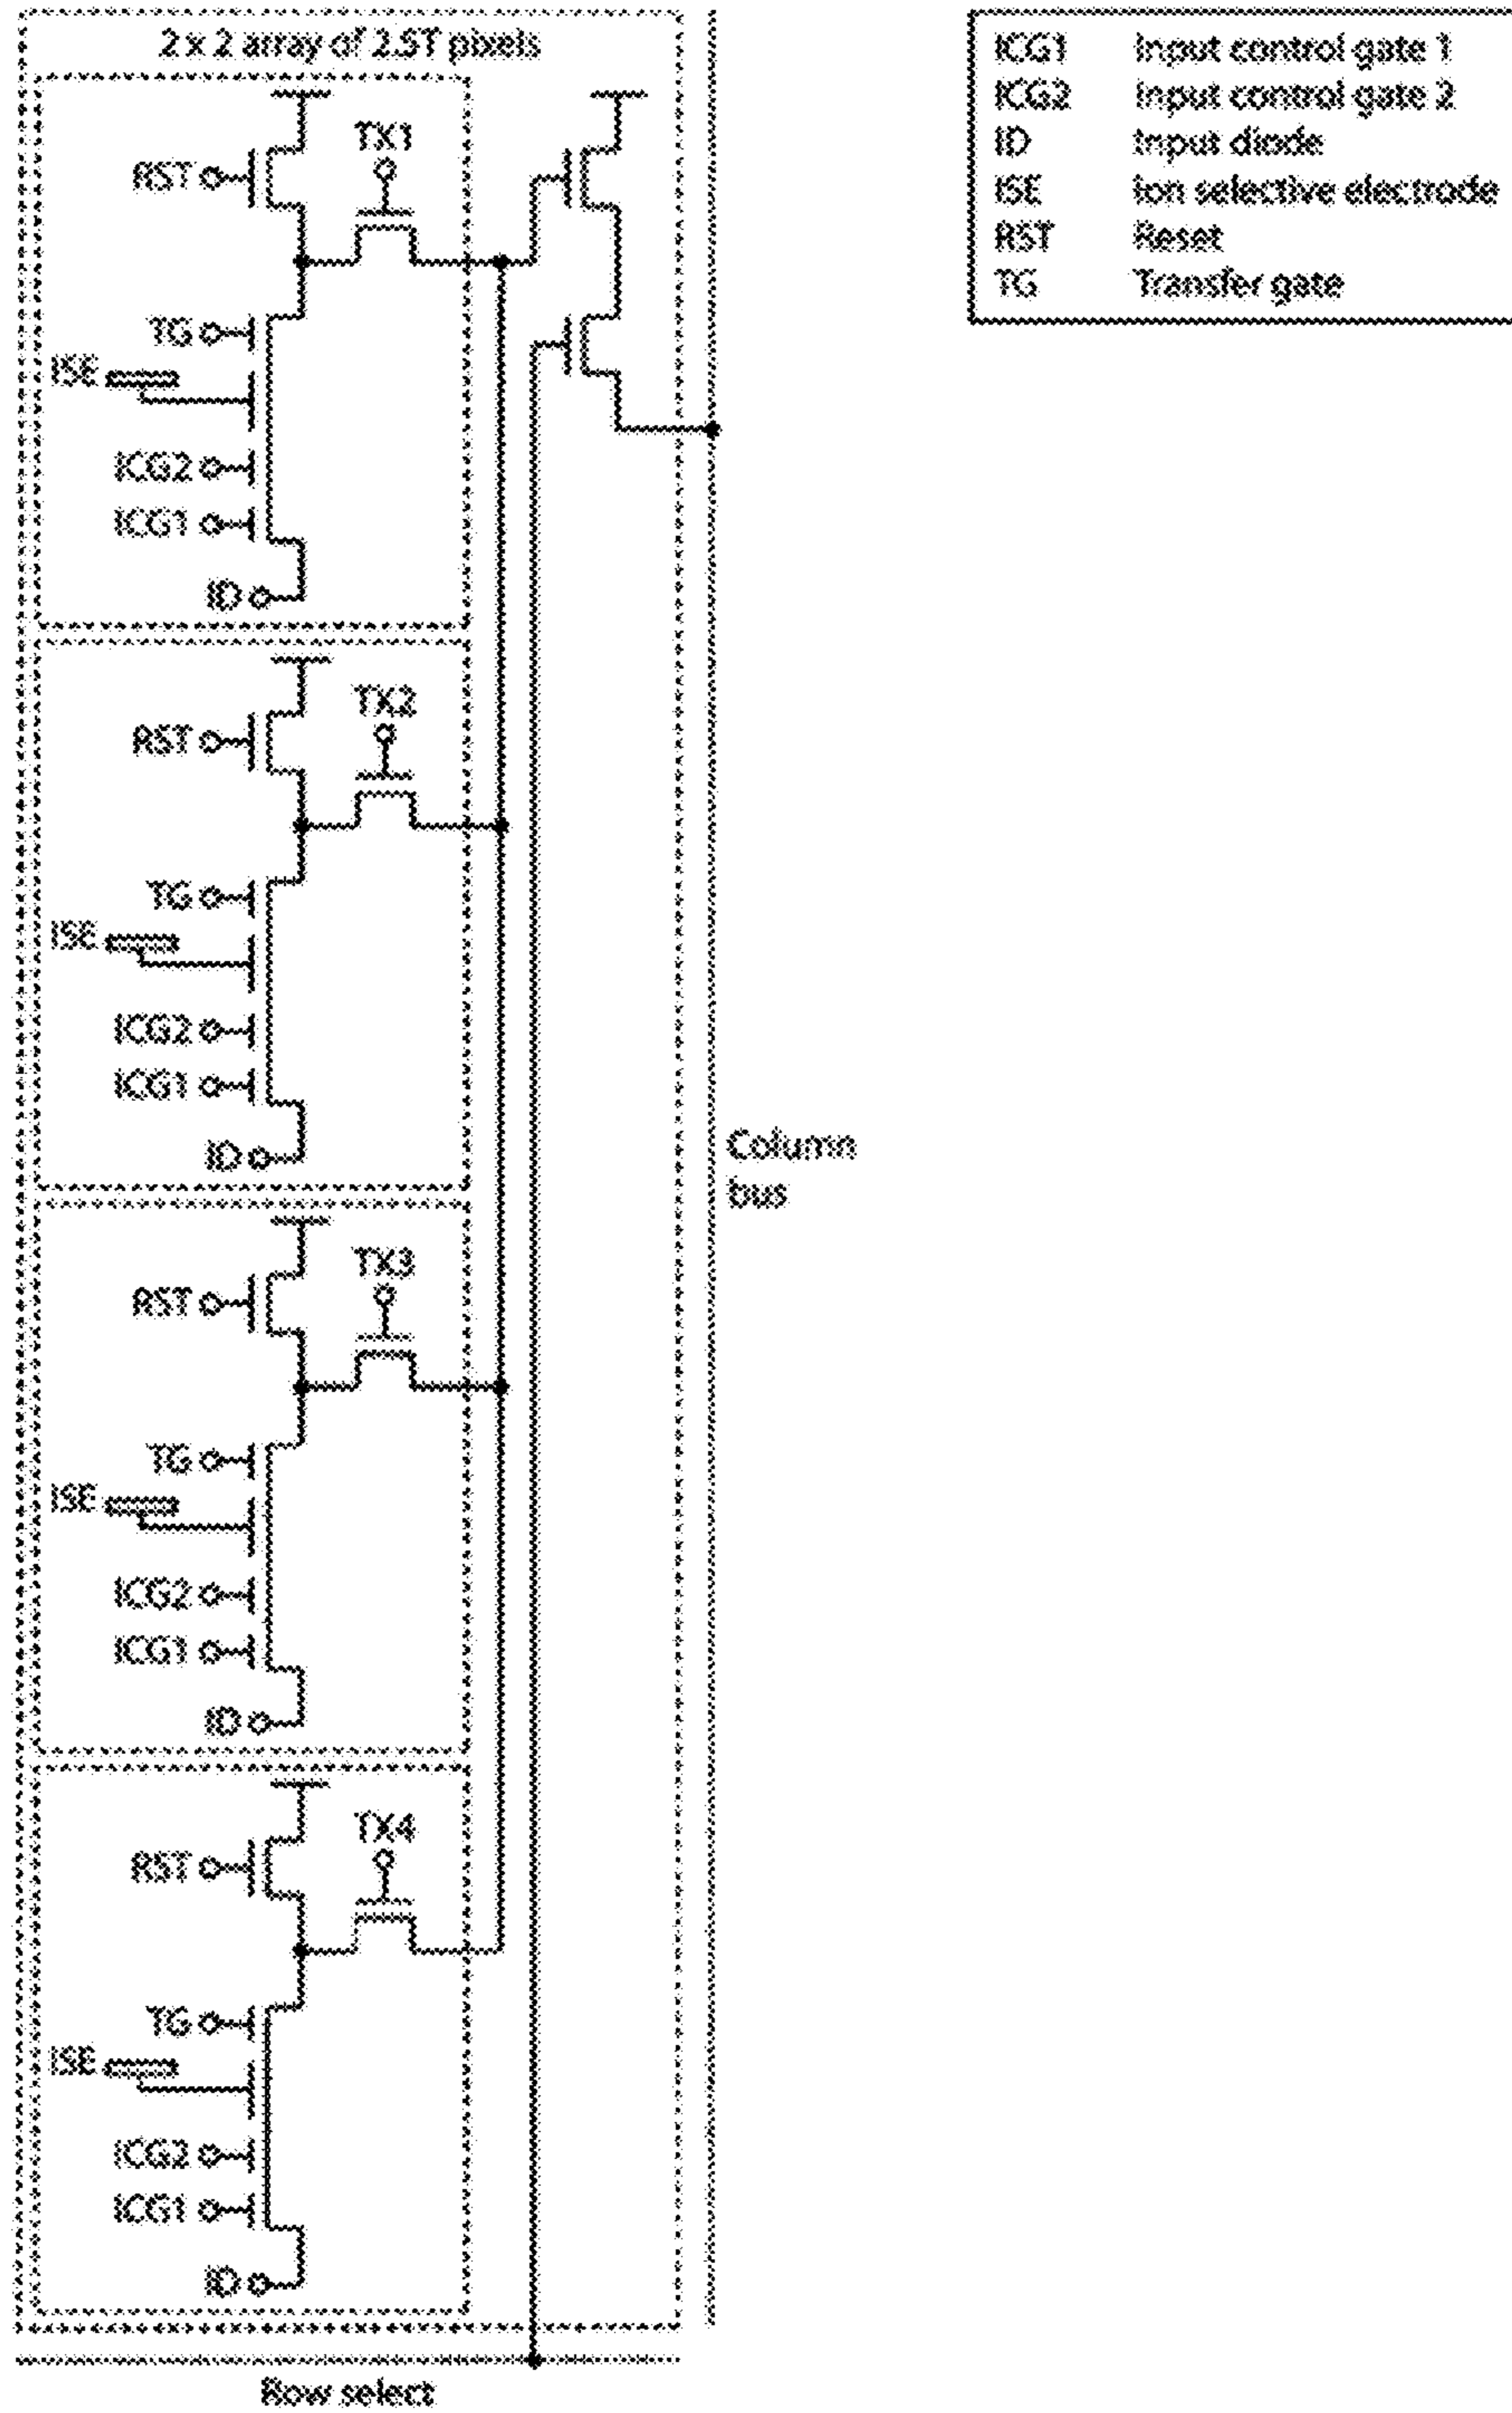 2 x 2 array of 2.5T pixels
TX1
RST
TG
ISE
ICG2
ICG1
ID
TX2
RST
TG
ISE
ICG2
ICG1
ID
TX3
RST
TG
ISE
ICG2
ICG1
ID
TX4
RST
TG
ISE
ICG2
ICG1
ID
Row select
Column
bus
ICG1 Input control gate 1
ICG2 Input control gate 2
ID Input diode
ISE Ion selective electrode
RST Reset
TG Transfer gate